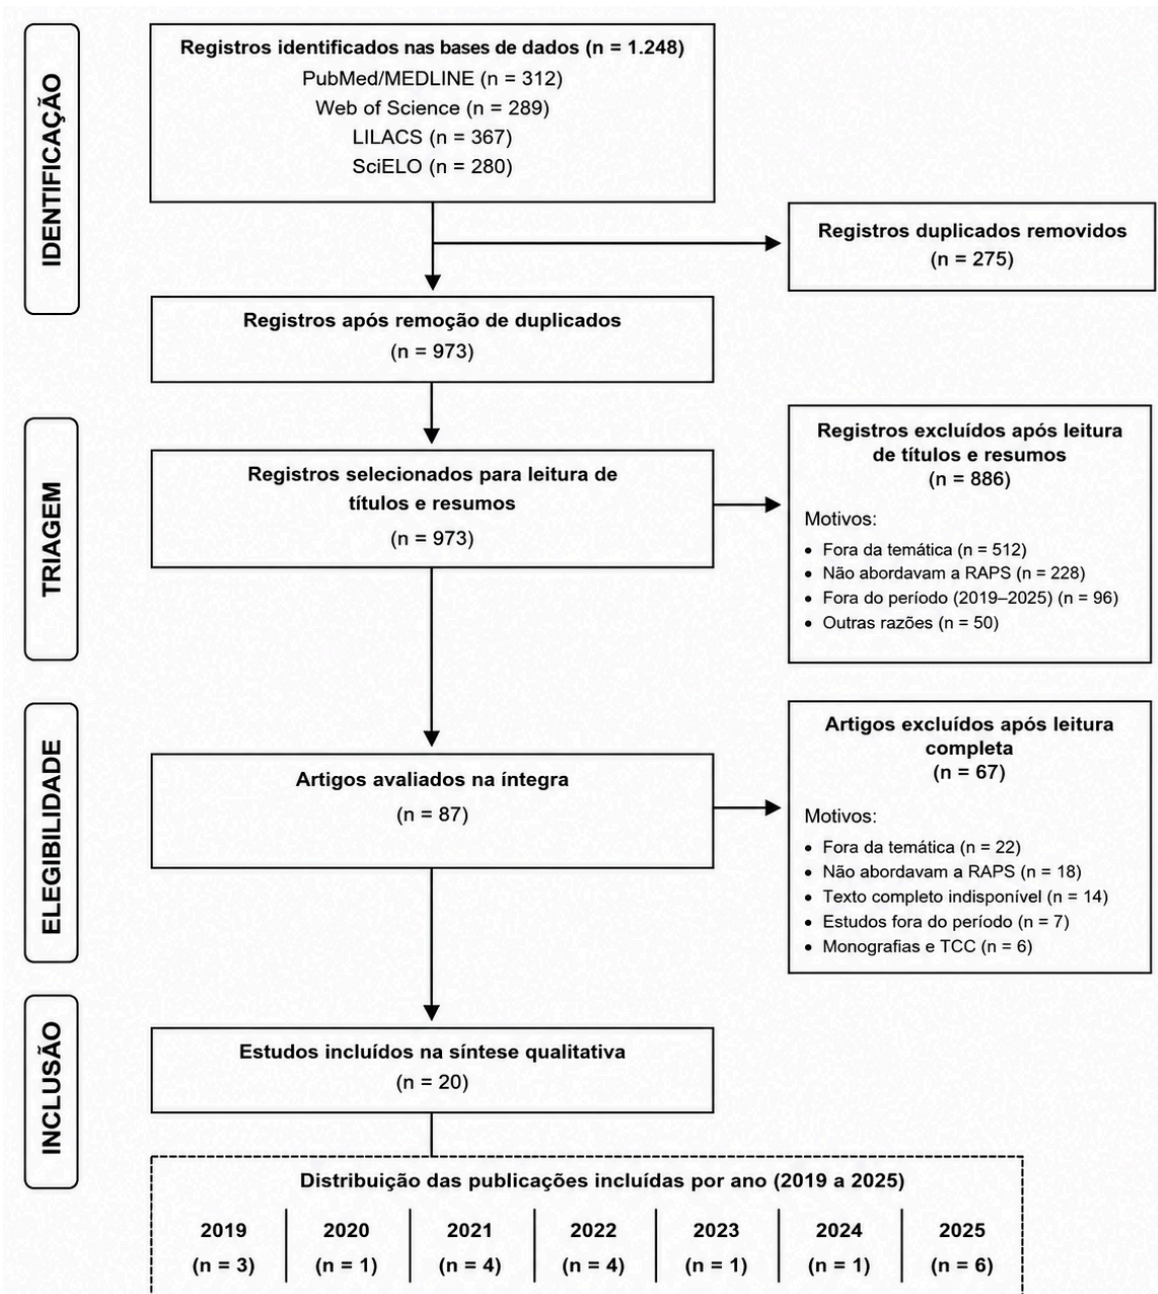 IDENTIFICAÇÃO
Registros identificados nas bases de dados (n = 1.248)
PubMed/MEDLINE (n = 312)
Web of Science (n = 289)
LILACS (n = 367)
SciELO (n = 280)
Registros duplicados removidos
(n = 275)
Registros após remoção de duplicados
(n = 973)
TRIAGEM
Registros selecionados para leitura de
títulos e resumos
(n = 973)
Registros excluídos após leitura
de títulos e resumos
(n = 886)
Motivos:
• Fora da temática (n = 512)
• Não abordavam a RAPS (n = 228)
• Fora do período (2019–2025) (n = 96)
• Outras razões (n = 50)
ELEGIBILIDADE
Artigos avaliados na íntegra
(n = 87)
Artigos excluídos após leitura
completa
(n = 67)
Motivos:
• Fora da temática (n = 22)
• Não abordavam a RAPS (n = 18)
• Texto completo indisponível (n = 14)
• Estudos fora do período (n = 7)
• Monografias e TCC (n = 6)
INCLUSÃO
Estudos incluídos na síntese qualitativa
(n = 20)
Distribuição das publicações incluídas por ano (2019 a 2025)
2019 2020 2021 2022 2023 2024 2025
(n = 3) (n = 1) (n = 4) (n = 4) (n = 1) (n = 1) (n = 6)